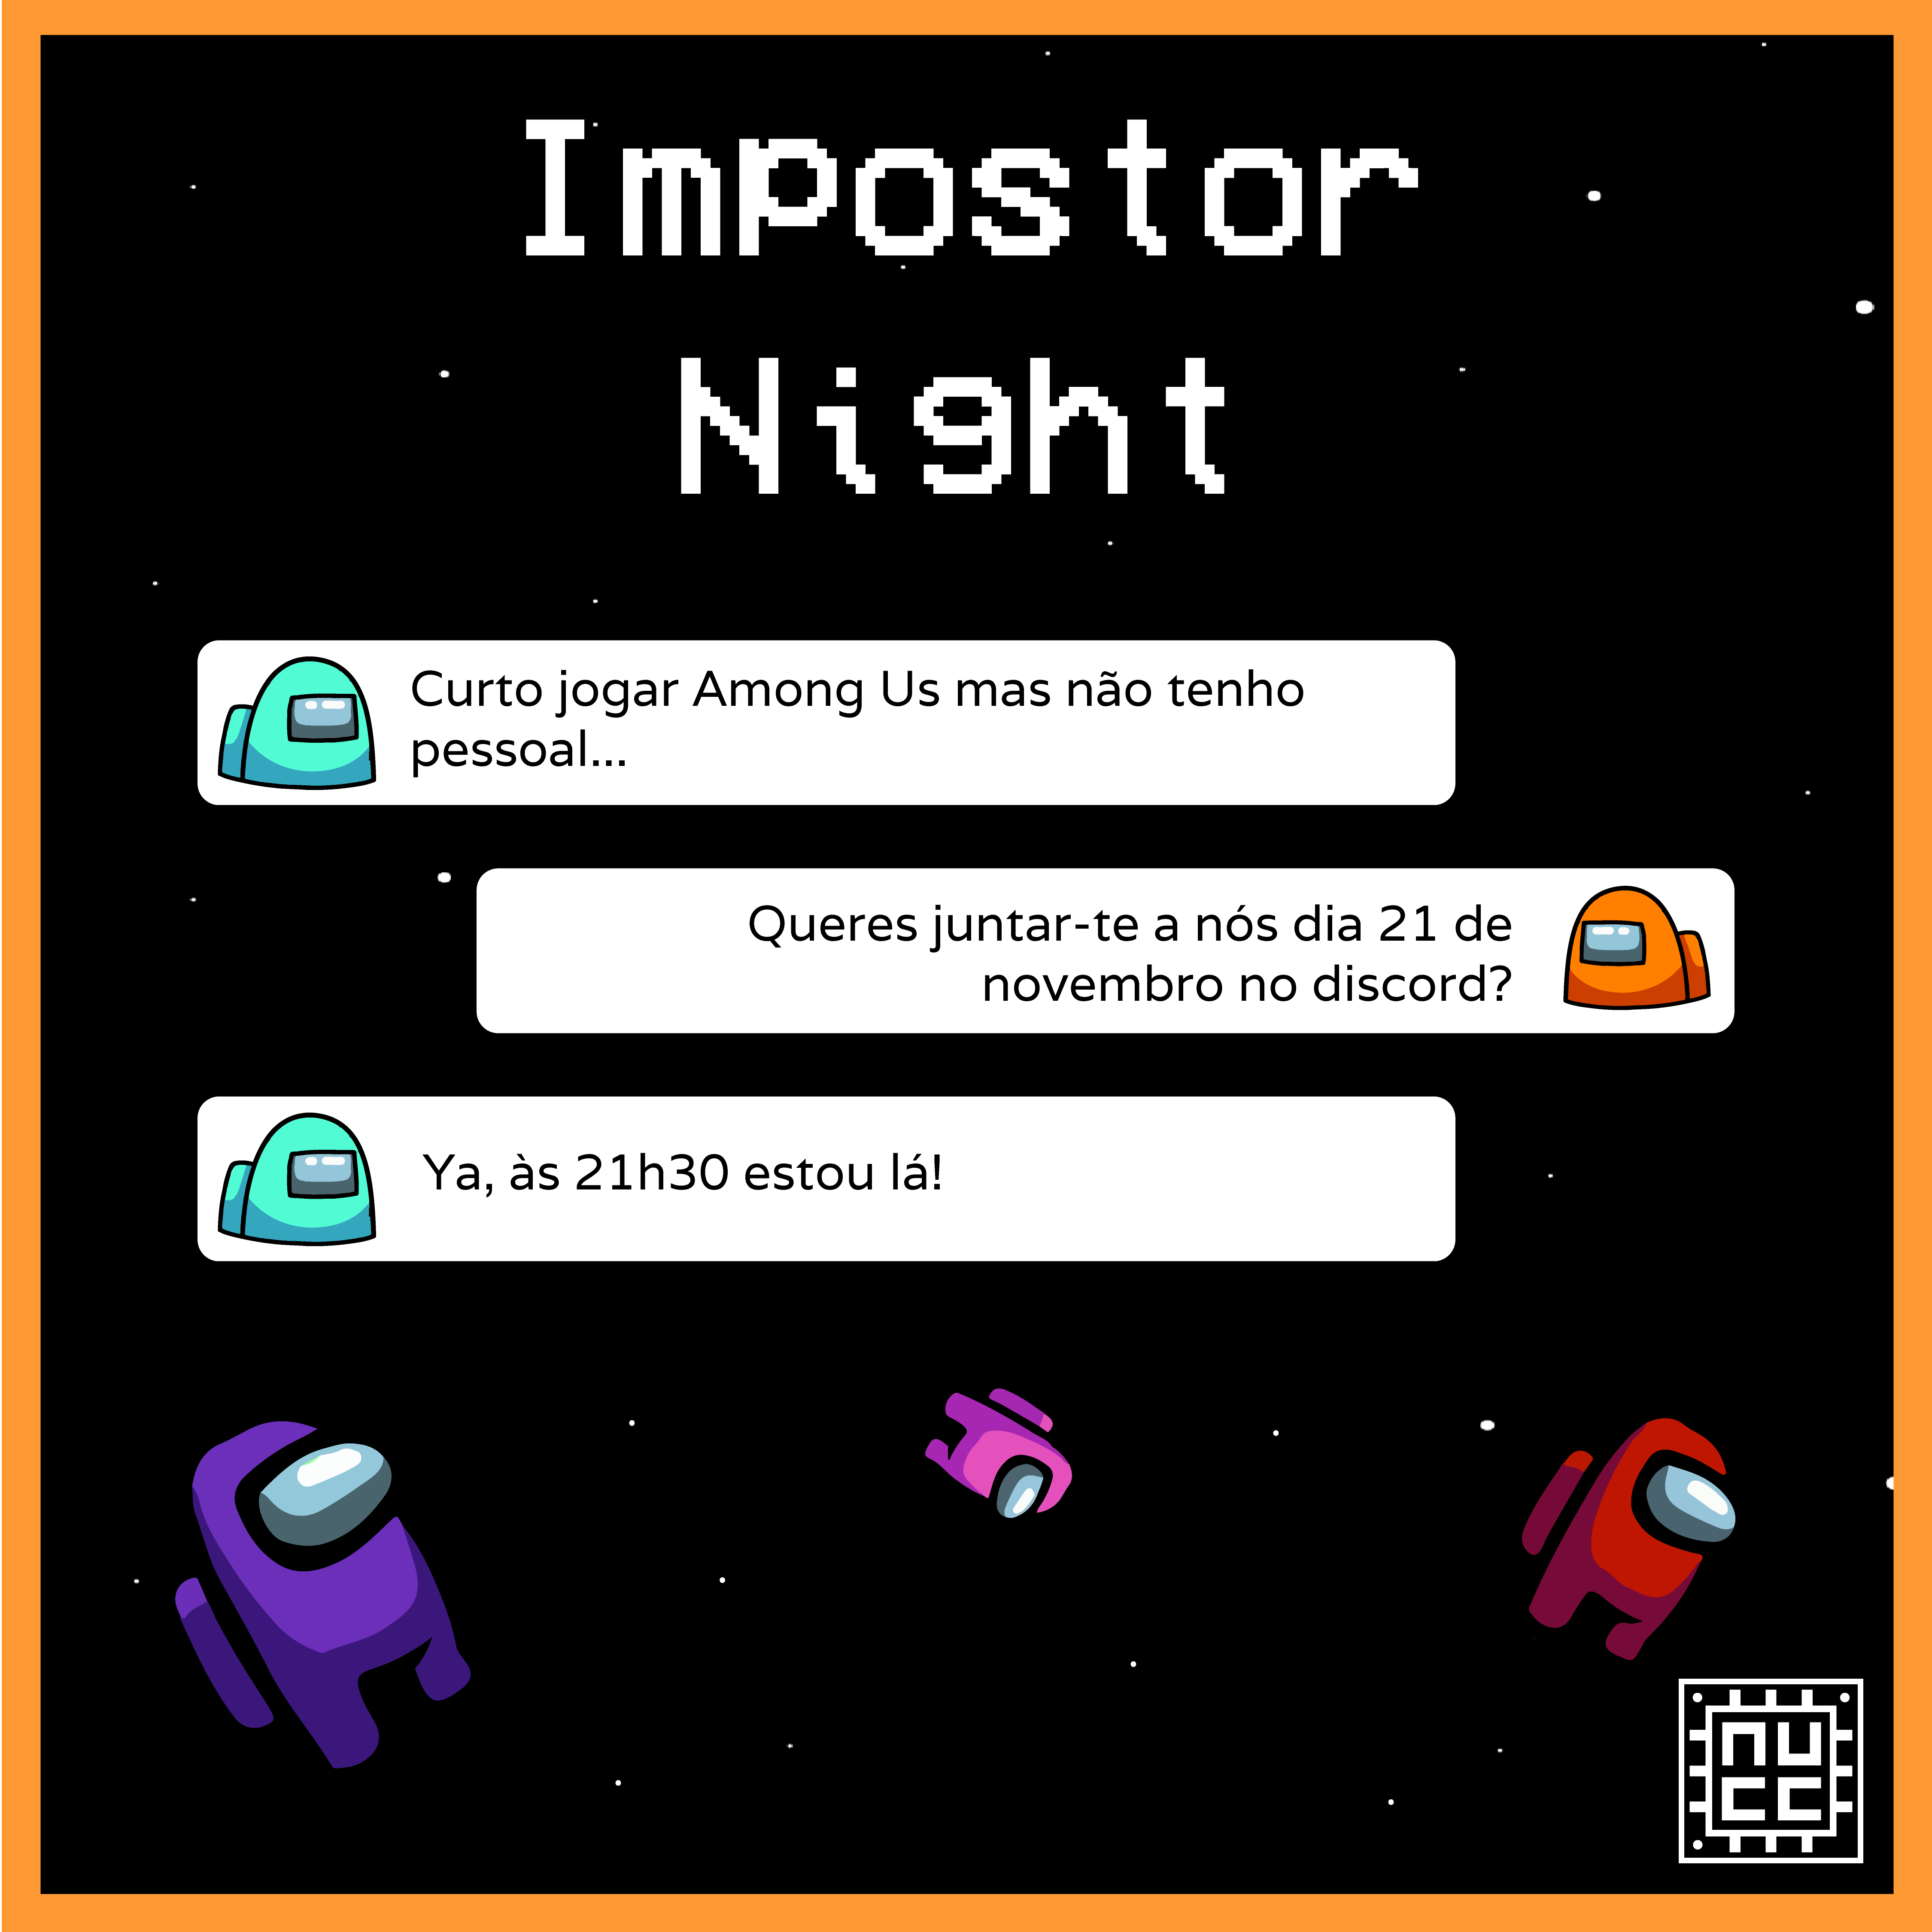 Impostor
Night
Curto jogar Among Us mas não tenho
pessoal...
Queres juntar-te a nós dia 21 de
novembro no discord?
Ya, às 21h30 estou lá!
nu
cc